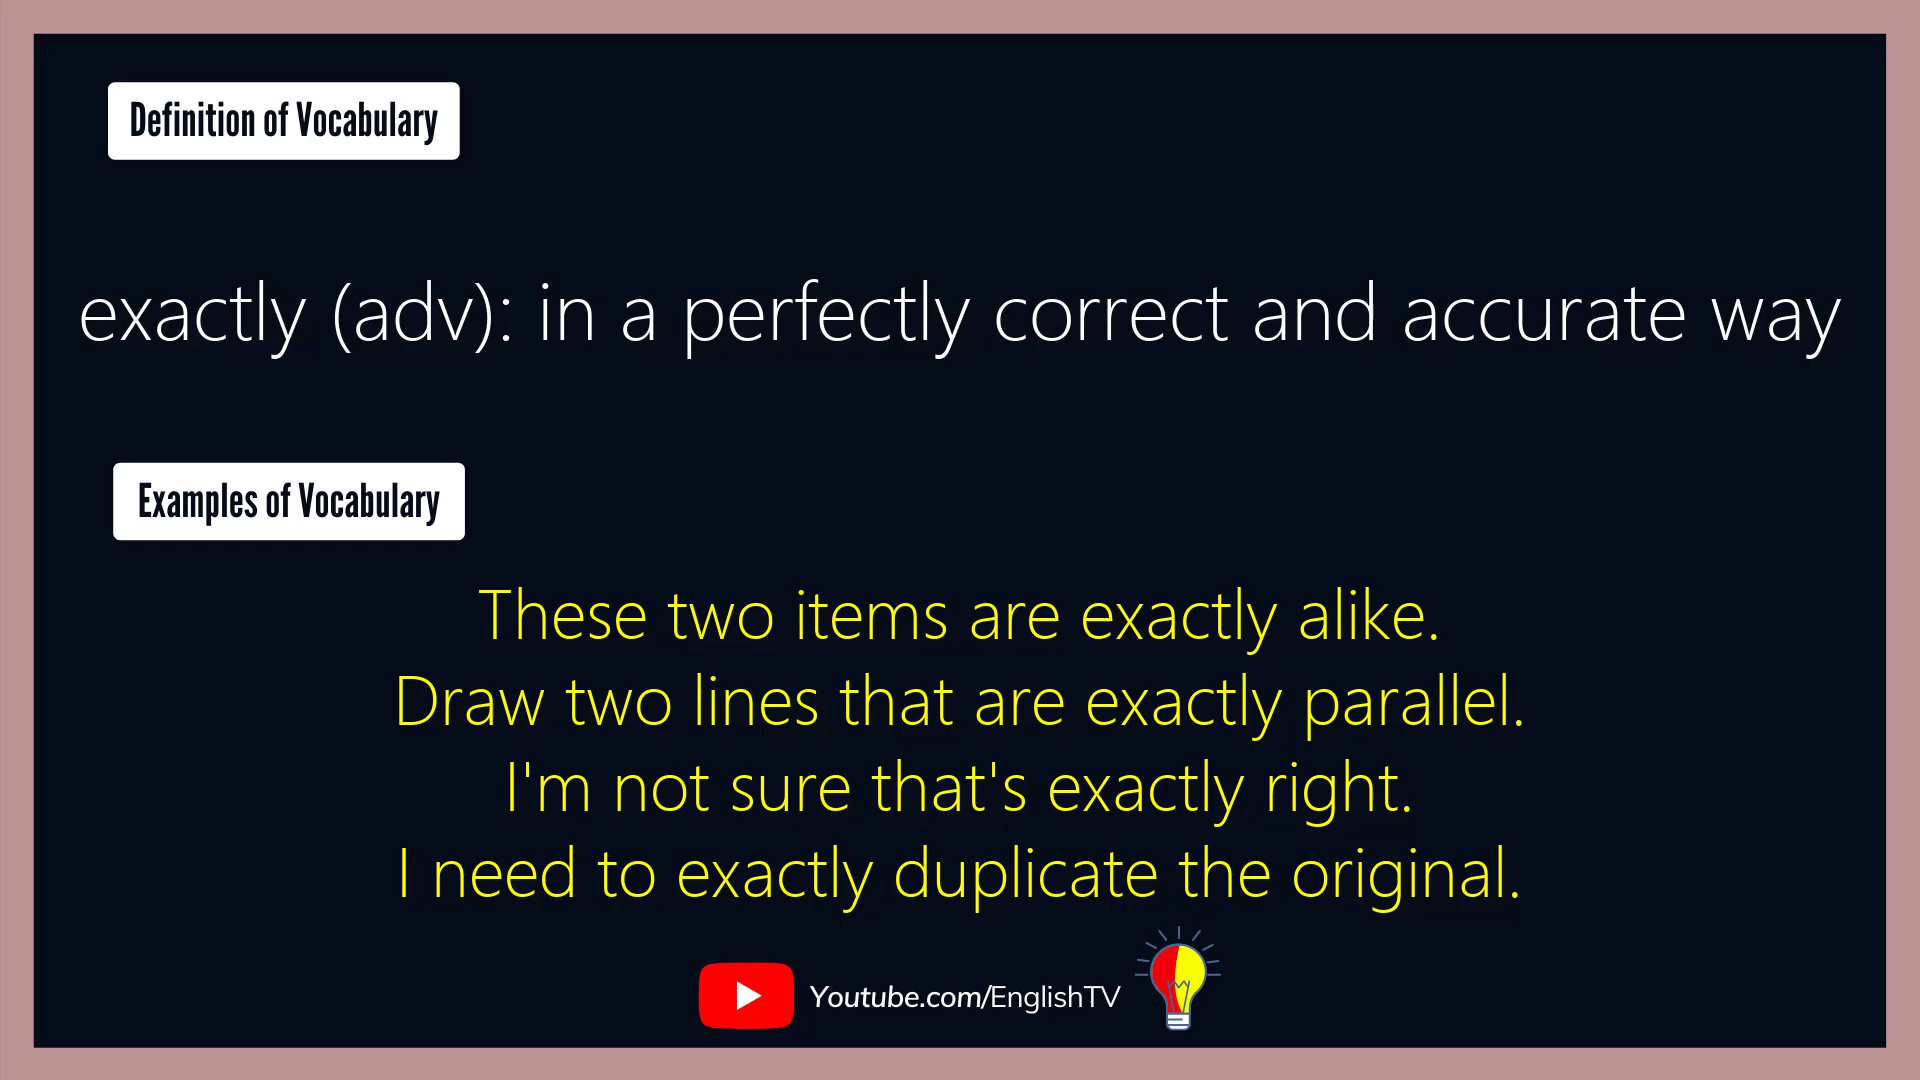 Definition of Vocabulary
exactly (adv): in a perfectly correct and accurate way
Examples of Vocabulary
These two items are exactly alike.
Draw two lines that are exactly parallel.
I'm not sure that's exactly right.
I need to exactly duplicate the original.
Youtube.com/EnglishTV